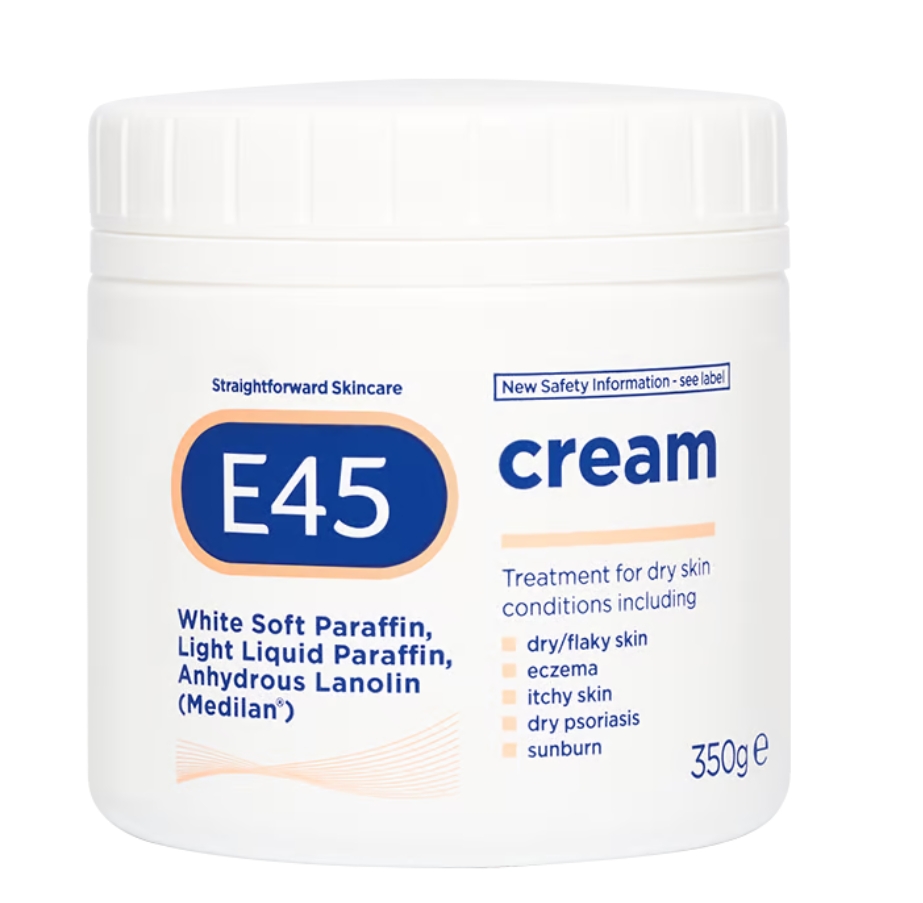 Straightforward Skincare
E45
White Soft Paraffin,
Light Liquid Paraffin,
Anhydrous Lanolin
(Medilan®)
New Safety Information - see label
cream
Treatment for dry skin
conditions including
dry/flaky skin
eczema
itchy skin
dry psoriasis
sunburn
350g ℮